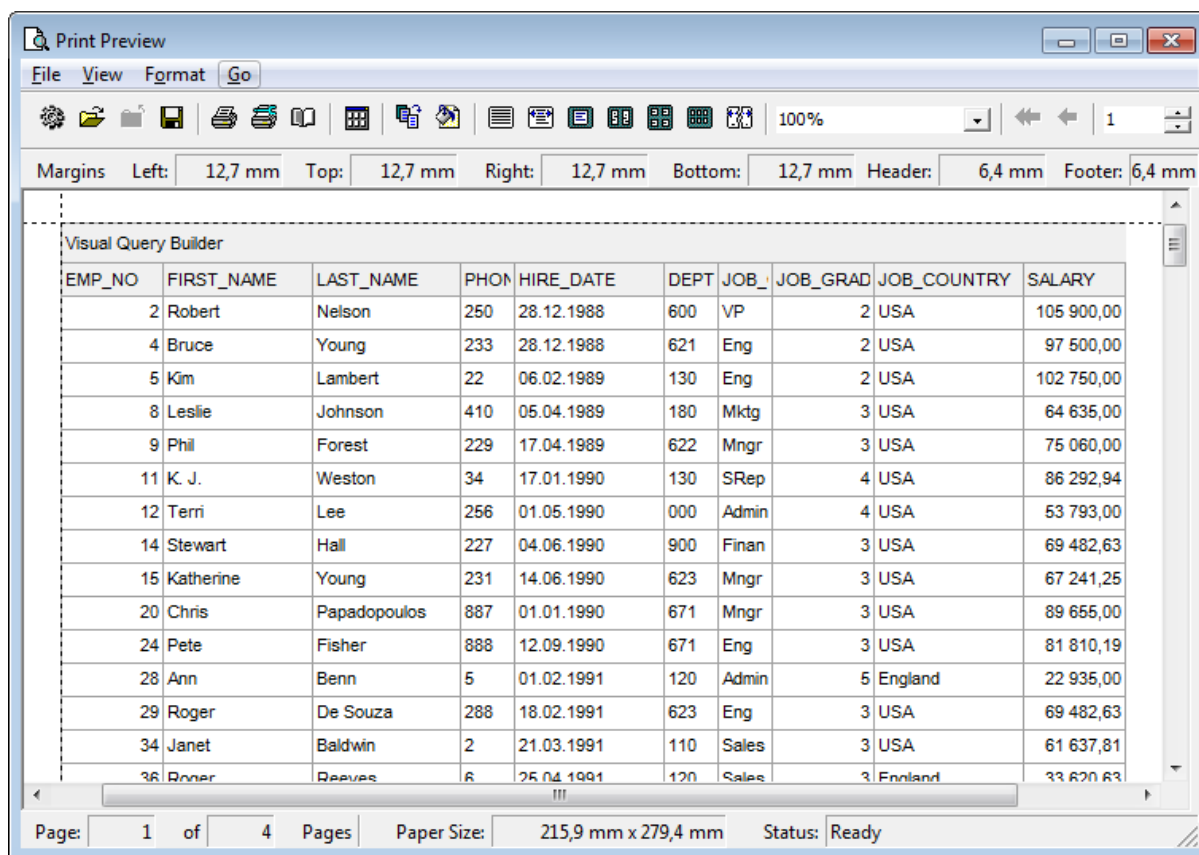 Print Preview
File View Format Go
100% 1
Margins Left: 12,7 mm Top: 12,7 mm Right: 12,7 mm Bottom: 12,7 mm Header: 6,4 mm Footer: 6,4 mm
Visual Query Builder
EMP_NO FIRST_NAME LAST_NAME PHON HIRE_DATE DEPT JOB_ JOB_GRAD JOB_COUNTRY SALARY
2 Robert Nelson 250 28.12.1988 600 VP 2 USA 105 900,00
4 Bruce Young 233 28.12.1988 621 Eng 2 USA 97 500,00
5 Kim Lambert 22 06.02.1989 130 Eng 2 USA 102 750,00
8 Leslie Johnson 410 05.04.1989 180 Mktg 3 USA 64 635,00
9 Phil Forest 229 17.04.1989 622 Mngr 3 USA 75 060,00
11 K. J. Weston 34 17.01.1990 130 SRep 4 USA 86 292,94
12 Terri Lee 256 01.05.1990 000 Admin 4 USA 53 793,00
14 Stewart Hall 227 04.06.1990 900 Finan 3 USA 69 482,63
15 Katherine Young 231 14.06.1990 623 Mngr 3 USA 67 241,25
20 Chris Papadopoulos 887 01.01.1990 671 Mngr 3 USA 89 655,00
24 Pete Fisher 888 12.09.1990 671 Eng 3 USA 81 810,19
28 Ann Benn 5 01.02.1991 120 Admin 5 England 22 935,00
29 Roger De Souza 288 18.02.1991 623 Eng 3 USA 69 482,63
34 Janet Baldwin 2 21.03.1991 110 Sales 3 USA 61 637,81
36 Roger Reeves 6 25.04.1991 120 Sales 3 England 33 620,63
Page: 1 of 4 Pages Paper Size: 215,9 mm x 279,4 mm Status: Ready